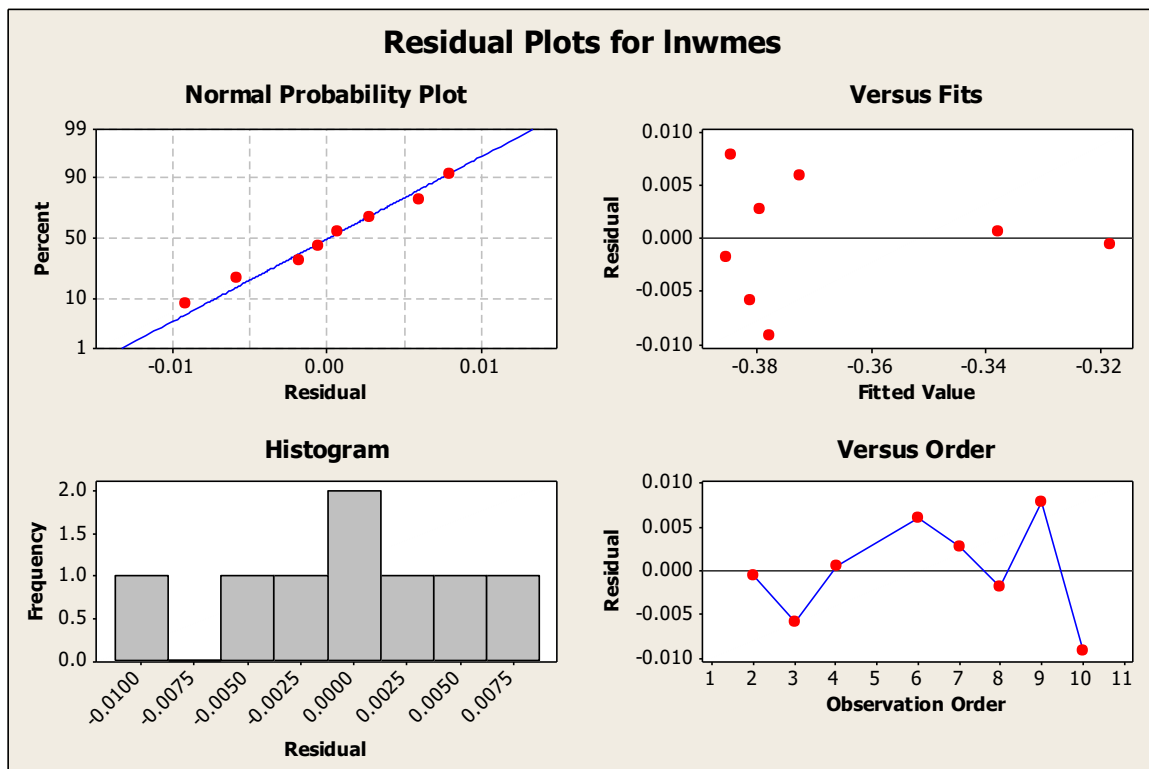 Residual Plots for lnwmes
Normal Probability Plot
99
90
50
10
1
Percent
-0.01 0.00 0.01
Residual
Versus Fits
0.010
0.005
0.000
-0.005
-0.010
Residual
-0.38 -0.36 -0.34 -0.32
Fitted Value
Histogram
2.0
1.5
1.0
0.5
0.0
Frequency
-0.0100 -0.0075 -0.0050 -0.0025 0.0000 0.0025 0.0050 0.0075
Residual
Versus Order
0.010
0.005
0.000
-0.005
-0.010
Residual
1 2 3 4 5 6 7 8 9 10 11
Observation Order